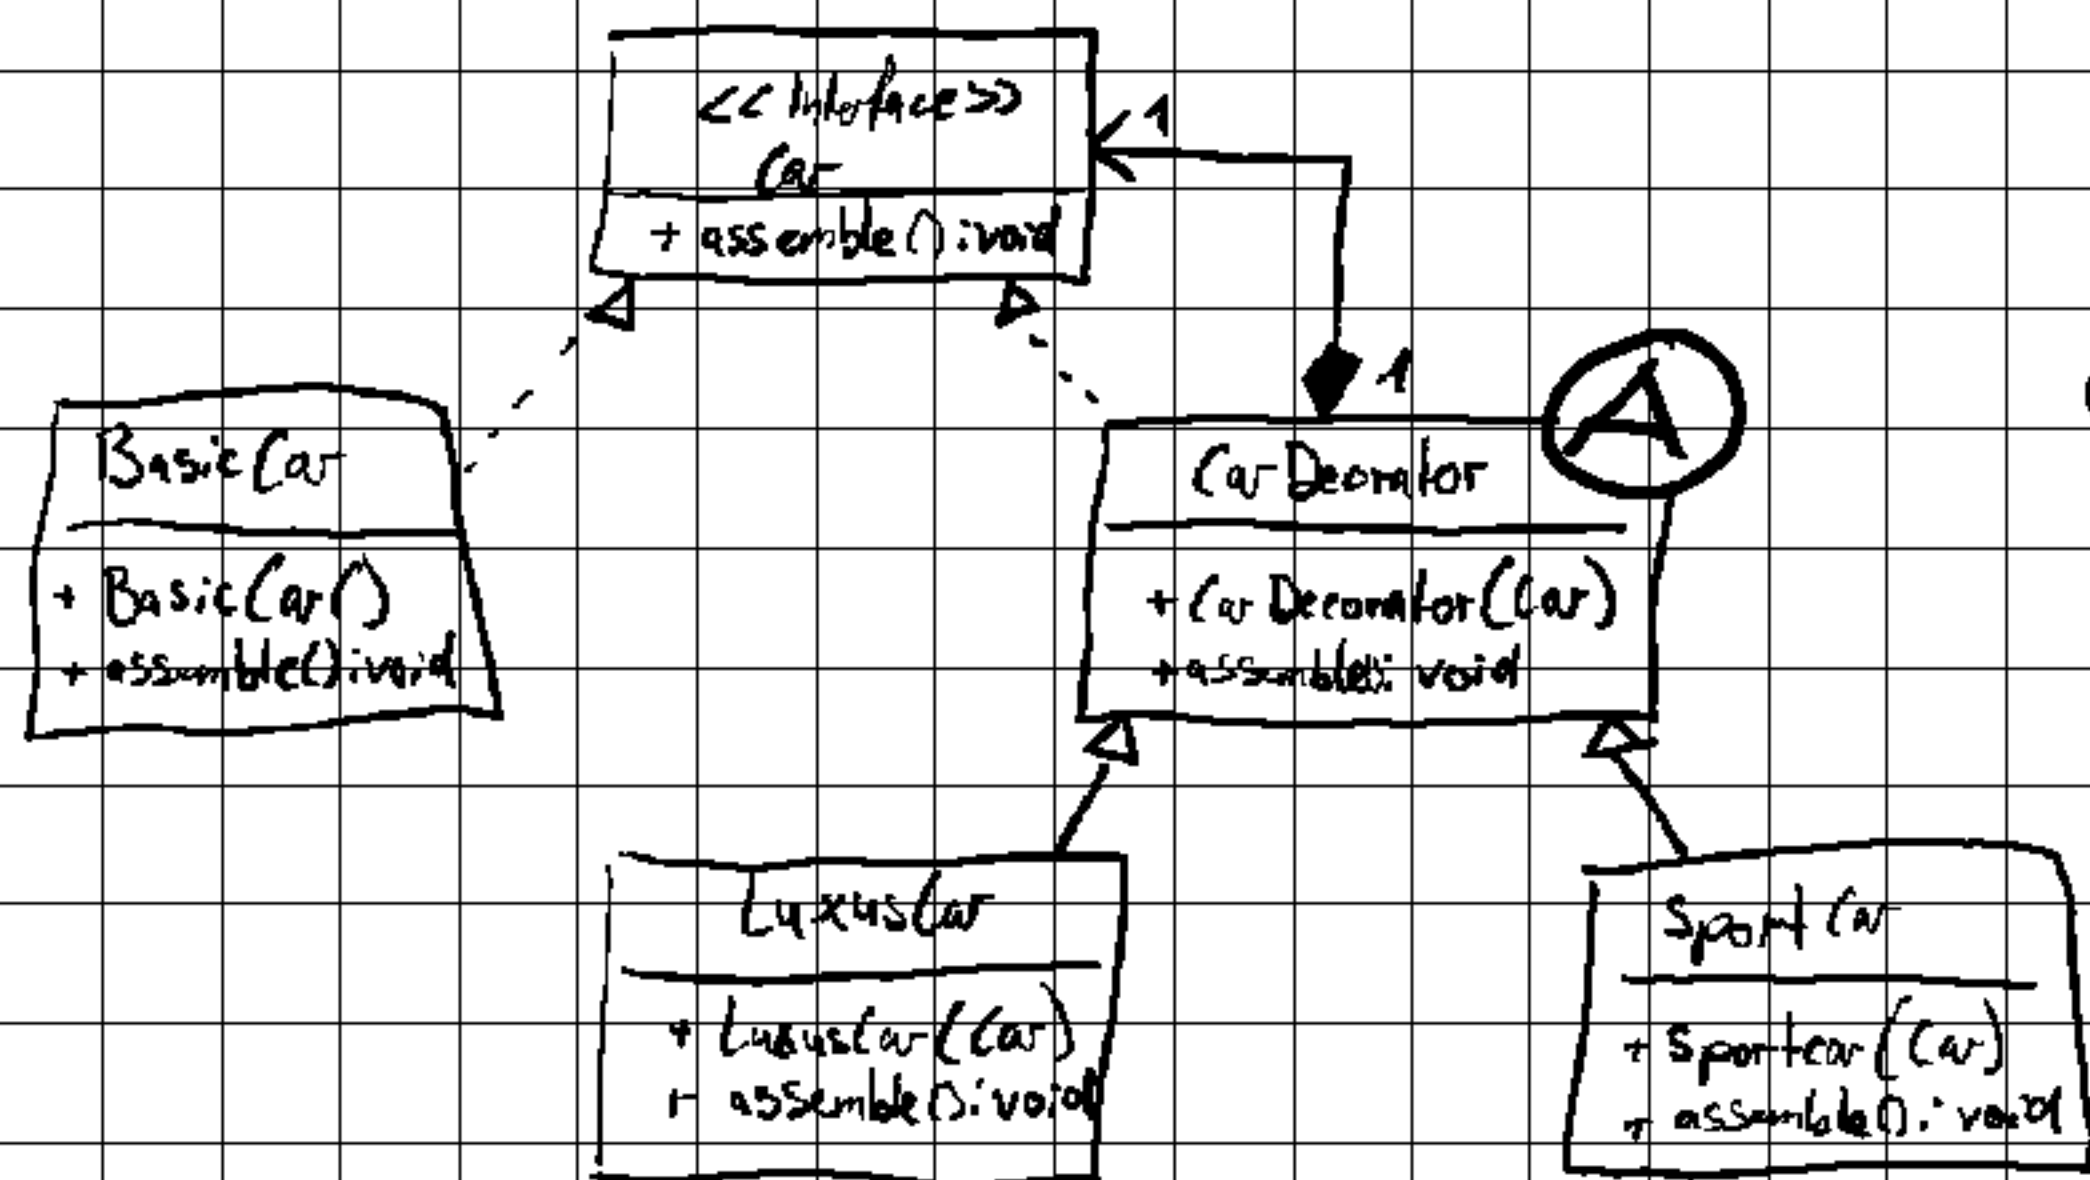 <<Interface>>
Car
+ assemble():void
1
1
A
BasicCar
+ BasicCar()
+ assemble():void
CarDecorator
+ CarDecorator(Car)
+ assemble(): void
LuxusCar
+ LuxusCar(Car)
+ assemble():void
SportCar
+ Sportcar(Car)
+ assemble():void